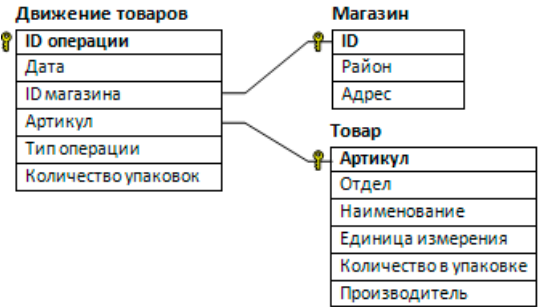 Движение товаров
ID операции
Дата
ID магазина
Артикул
Тип операции
Количество упаковок
Магазин
ID
Район
Адрес
Товар
Артикул
Отдел
Наименование
Единица измерения
Количество в упаковке
Производитель